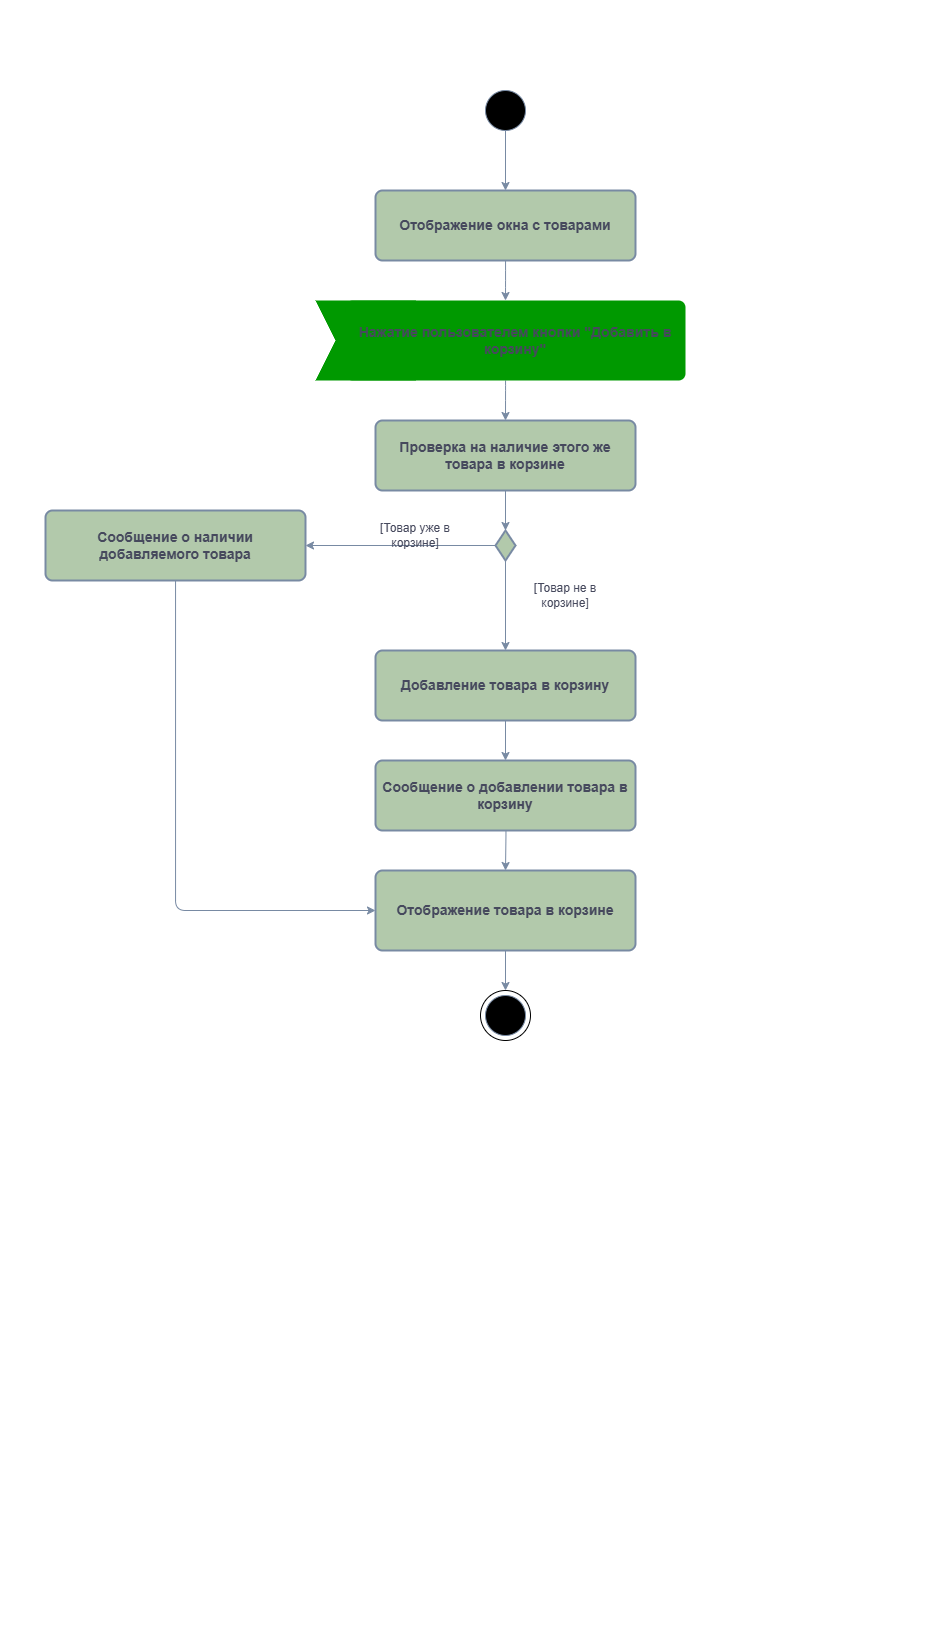 Отображение окна с товарами
Нажатие пользователем кнопки "Добавить в
корзину"
Проверка на наличие этого же
товара в корзине
[Товар уже в
корзине]
Сообщение о наличии
добавляемого товара
[Товар не в
корзине]
Добавление товара в корзину
Сообщение о добавлении товара в
корзину
Отображение товара в корзине